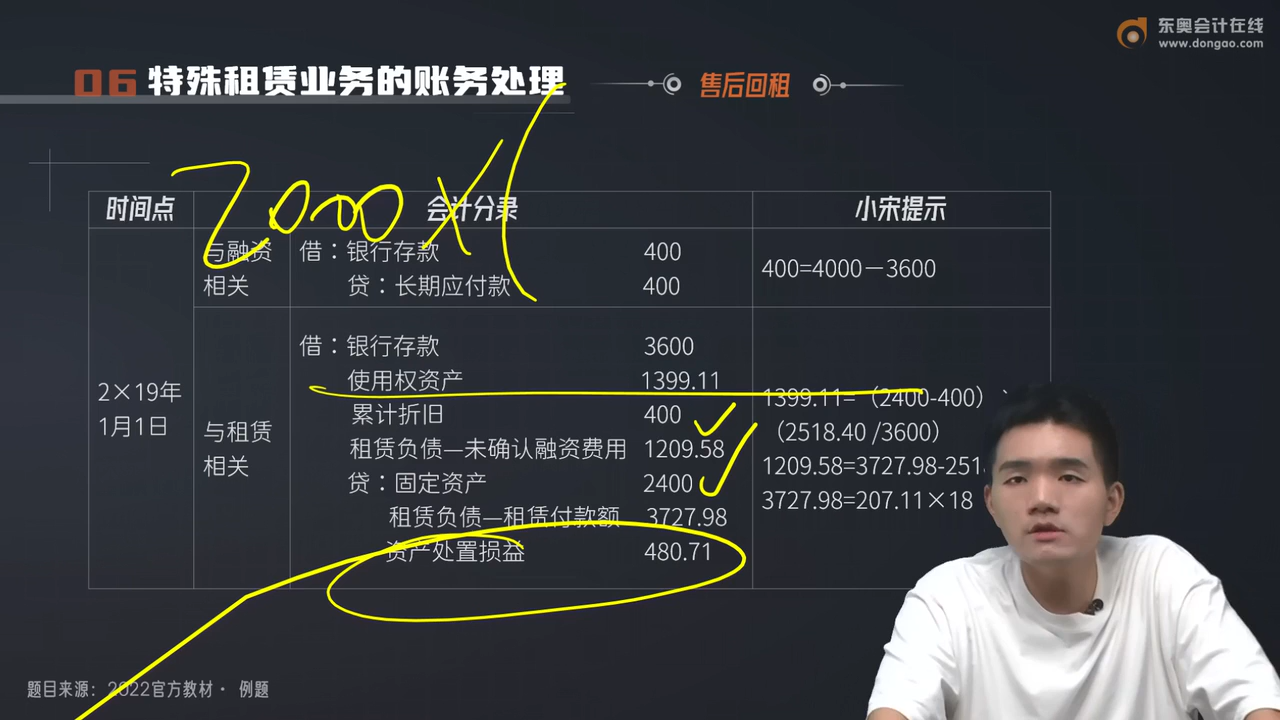 东奥会计在线
www.dongao.com
06 特殊租赁业务的账务处理
售后回租
2000×(
时间点
会计分录
小宋提示
2×19年
1月1日
与融资
相关
借：银行存款 400
贷：长期应付款 400
400=4000－3600
与租赁
相关
借：银行存款 3600
使用权资产 1399.11
累计折旧 400
租赁负债—未确认融资费用 1209.58
贷：固定资产 2400
租赁负债—租赁付款额 3727.98
资产处置损益 480.71
1399.11=（2400-400）
（2518.40 /3600）
1209.58=3727.98-251
3727.98=207.11×18
题目来源：2022官方教材· 例题